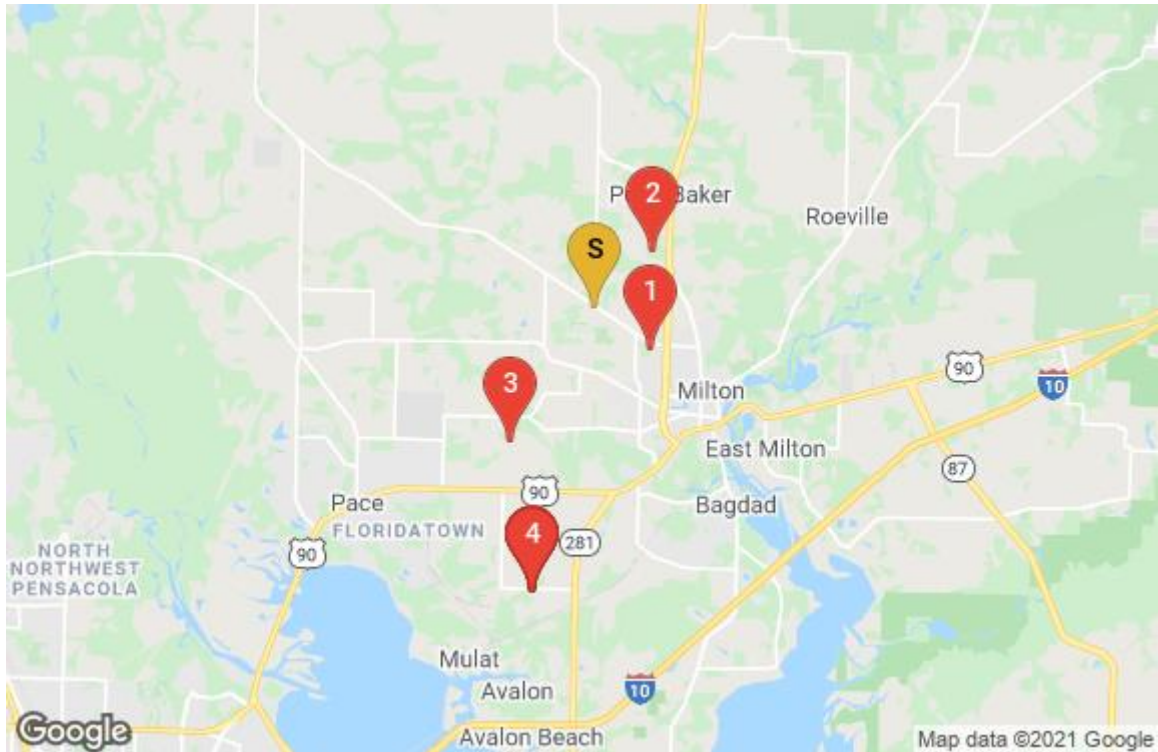 2
P Baker
Roeville
S
1
90
10
3
Milton
East Milton
87
90
Pace
Bagdad
FLORIDATOWN
4
281
90
NORTH
NORTHWEST
PENSACOLA
Mulat
Avalon
10
Avalon Beach
Google
Map data ©2021 Google